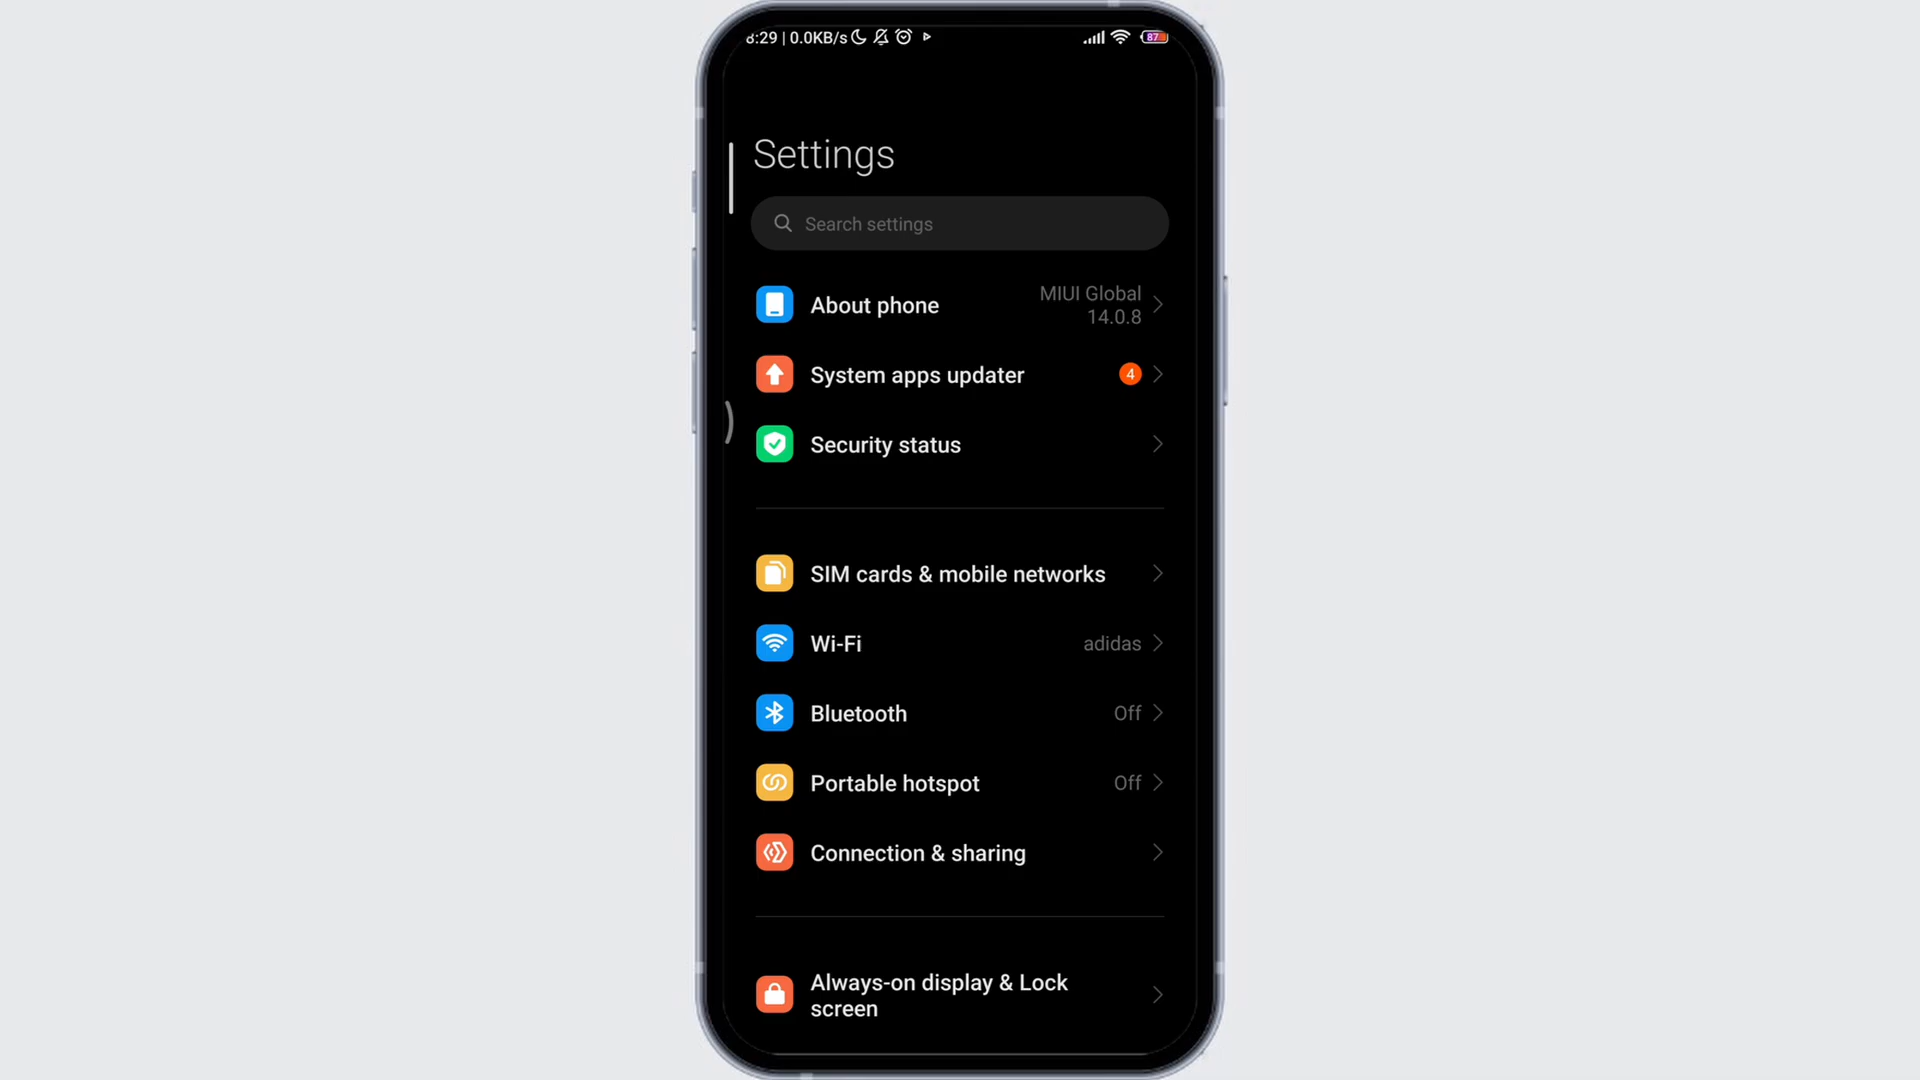 8:29 | 0.0KB/s
87
Settings
Search settings
About phone
MIUI Global
14.0.8
System apps updater
4
Security status
SIM cards & mobile networks
Wi-Fi
adidas
Bluetooth
Off
Portable hotspot
Off
Connection & sharing
Always-on display & Lock
screen